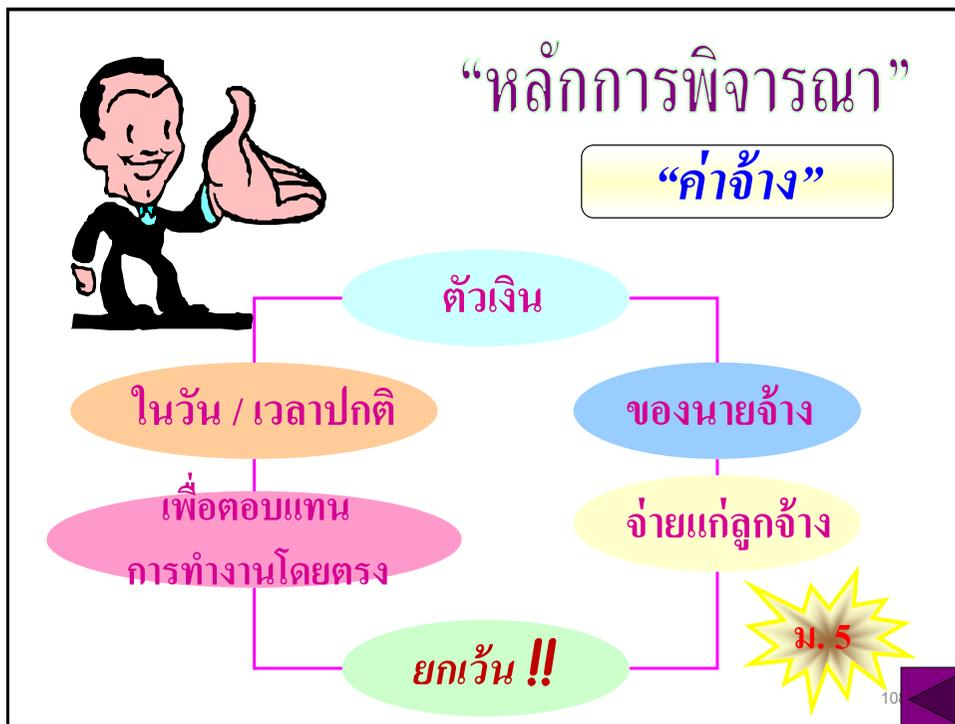 “หลักการพิจารณา”
“ค่าจ้าง”
ตัวเงิน
ในวัน / เวลาปกติ
ของนายจ้าง
เพื่อตอบแทน
การทำงานโดยตรง
จ่ายแก่ลูกจ้าง
ยกเว้น !!
ม. 5